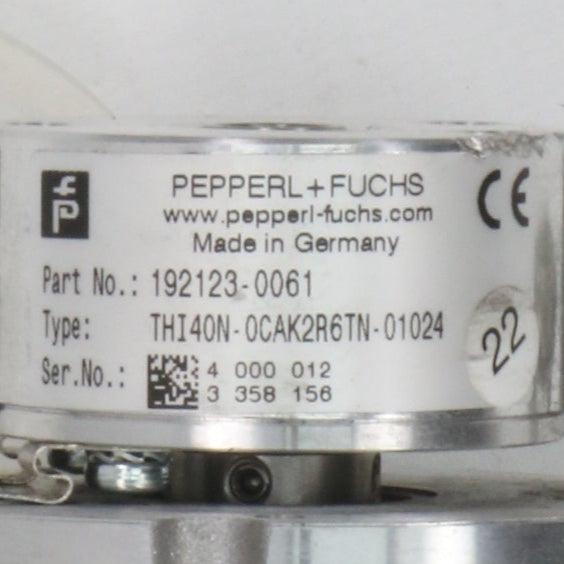 PEPPERL+FUCHS
www.pepperl-fuchs.com
Made in Germany
CE
Part No.: 192123-0061
Type: THI40N-0CAK2R6TN-01024
Ser.No.: 4 000 012
3 358 156
22